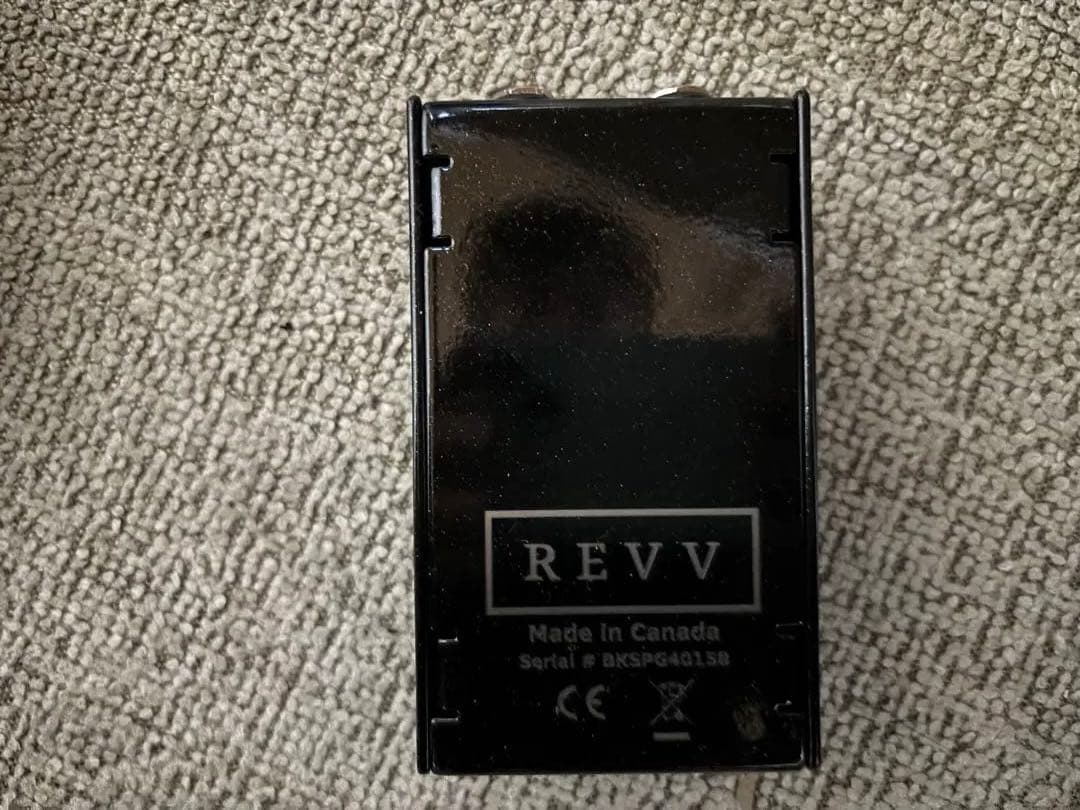 REVV
Made in Canada
Serial # BKSPG40158
CE